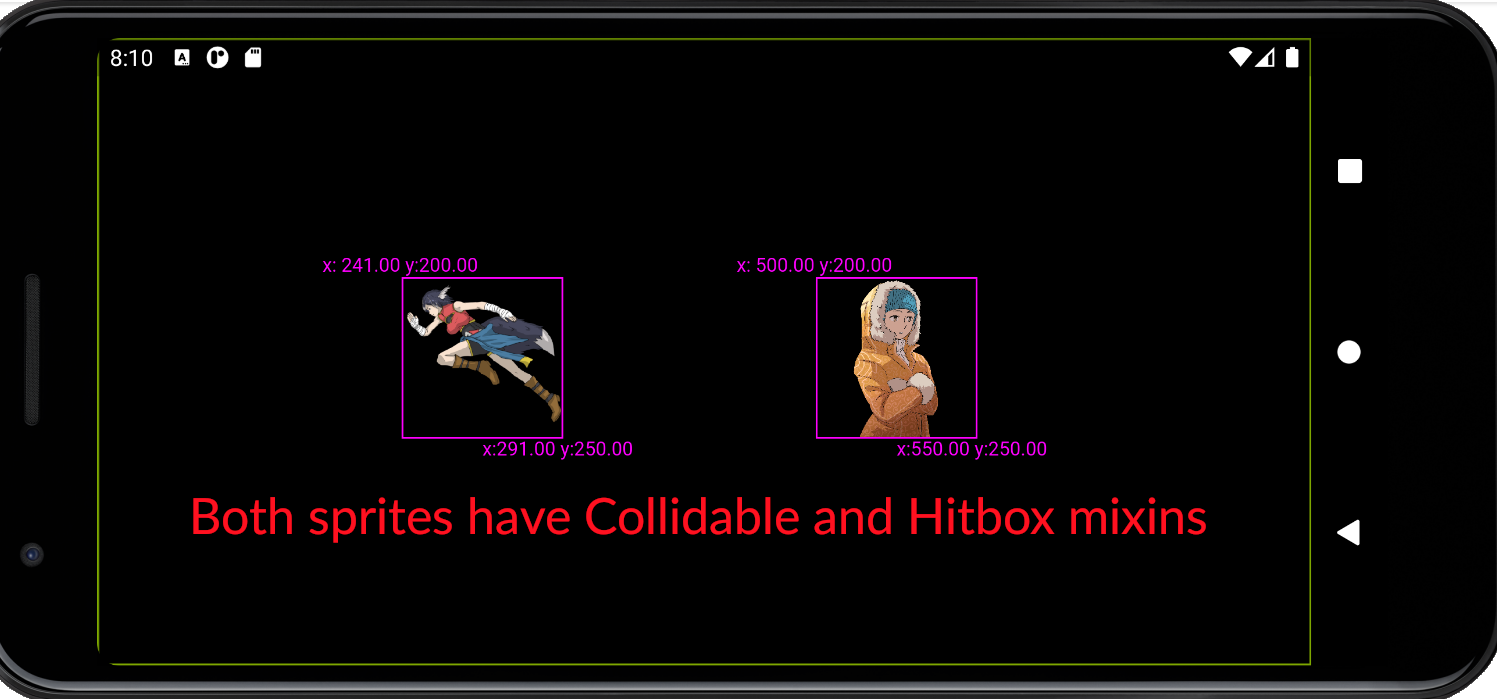 8:10 A
x: 241.00 y:200.00 x: 500.00 y:200.00
x:291.00 y:250.00 x:550.00 y:250.00
Both sprites have Collidable and Hitbox mixins